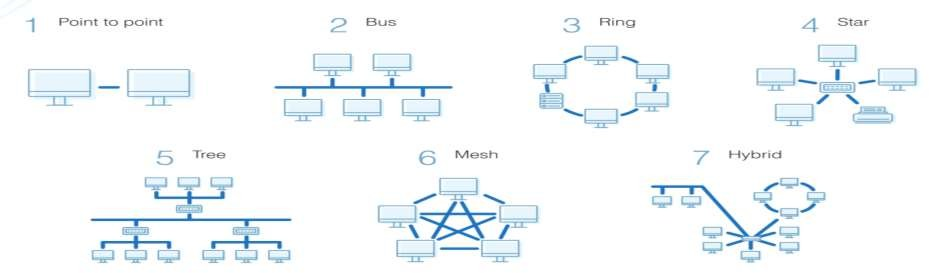 1 Point to point
2 Bus
3 Ring
4 Star
5 Tree
6 Mesh
7 Hybrid